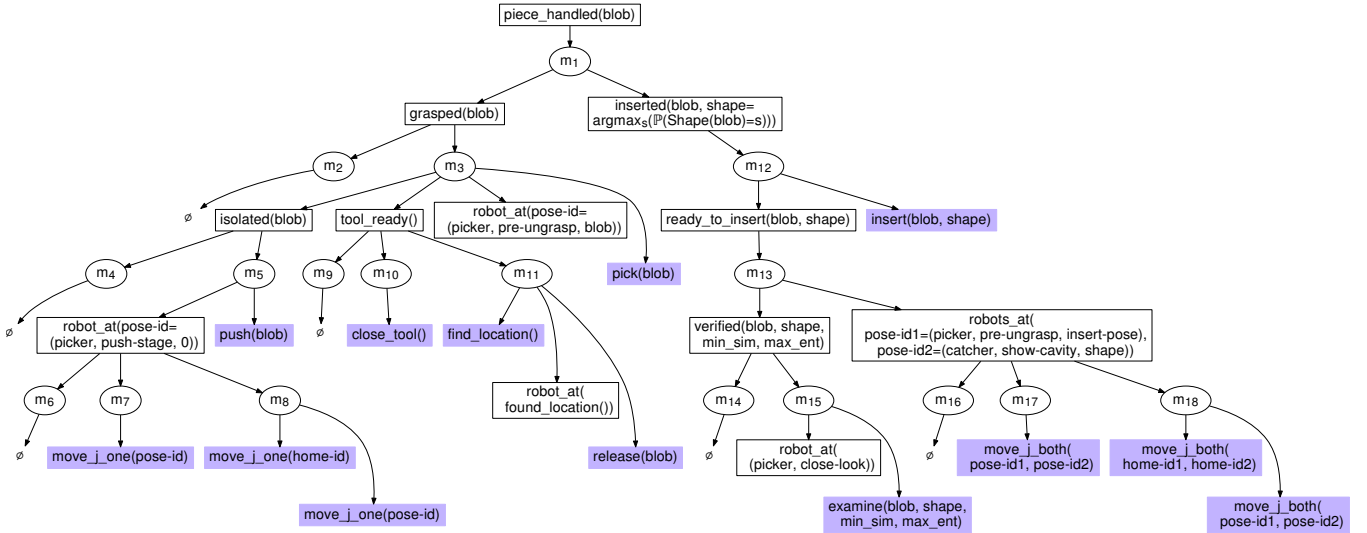 piece_handled(blob)
m1
grasped(blob)
inserted(blob, shape=
argmaxs(ℙ(Shape(blob)=s)))
m2
m3
m12
∅
isolated(blob)
tool_ready()
robot_at(pose-id=
(picker, pre-ungrasp, blob))
ready_to_insert(blob, shape)
insert(blob, shape)
m4
m5
m9
m10
m11
pick(blob)
m13
∅
robot_at(pose-id=
(picker, push-stage, 0))
push(blob)
∅
close_tool()
find_location()
verified(blob, shape,
min_sim, max_ent)
robots_at(
pose-id1=(picker, pre-ungrasp, insert-pose),
pose-id2=(catcher, show-cavity, shape))
m6
m7
m8
robot_at(
found_location())
m14
m15
m16
m17
m18
∅
move_j_one(pose-id)
move_j_one(home-id)
release(blob)
∅
robot_at(
(picker, close-look))
∅
move_j_both(
pose-id1, pose-id2)
move_j_both(
home-id1, home-id2)
move_j_one(pose-id)
examine(blob, shape,
min_sim, max_ent)
move_j_both(
pose-id1, pose-id2)